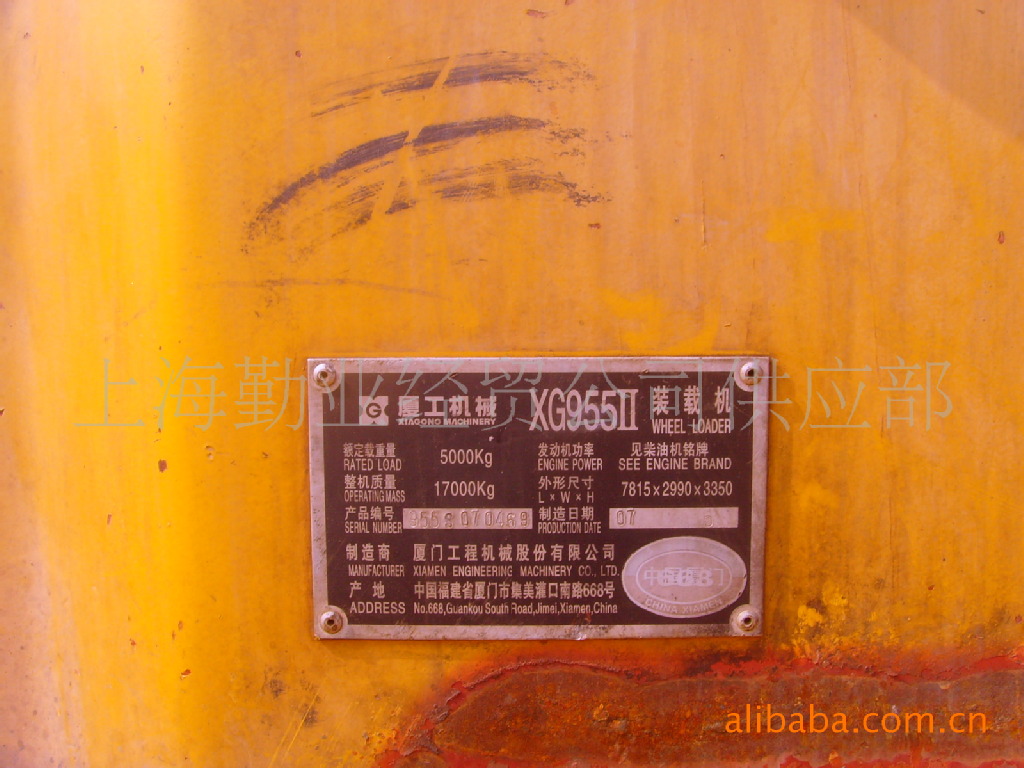 上海勤业经贸公司供应部
G 厦工机械 XG955II 装载机
XIAGONG MACHINERY WHEEL LOADER
额定载重量 5000Kg 发动机功率 见柴油机铭牌
RATED LOAD ENGINE POWER SEE ENGINE BRAND
整机质量 17000Kg 外形尺寸 7815×2990×3350
OPERATING MASS L×W×H
产品编号 制造日期 07
SERIAL NUMBER PRODUCTION DATE
制造商 厦门工程机械股份有限公司
MANUFACTURER XIAMEN ENGINEERING MACHINERY CO., LTD.
产地 中国福建省厦门市集美灌口南路668号
ADDRESS No.668,Guankou South Road,Jimei,Xiamen,China
CHINA XIAMEN
alibaba.com.cn